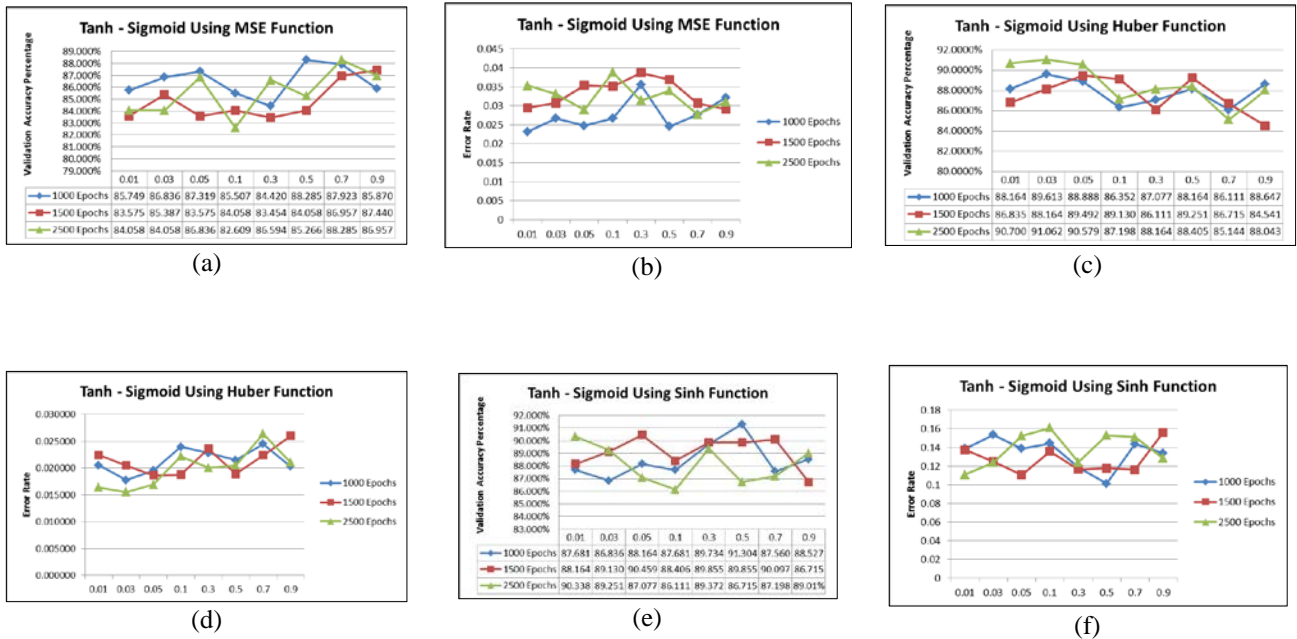 Tanh - Sigmoid Using MSE Function
Validation Accuracy Percentage
89.000%
88.000%
87.000%
86.000%
85.000%
84.000%
83.000%
82.000%
81.000%
80.000%
79.000%
0.01 0.03 0.05 0.1 0.3 0.5 0.7 0.9
1000 Epochs 85.749 86.836 87.319 85.507 84.420 88.285 87.923 85.870
1500 Epochs 83.575 85.387 83.575 84.058 83.454 84.058 86.957 87.440
2500 Epochs 84.058 84.058 86.836 82.609 86.594 85.266 88.285 86.957
(a)
Tanh - Sigmoid Using MSE Function
Error Rate
0.045
0.04
0.035
0.03
0.025
0.02
0.015
0.01
0.005
0
0.01 0.03 0.05 0.1 0.3 0.5 0.7 0.9
1000 Epochs
1500 Epochs
2500 Epochs
(b)
Tanh - Sigmoid Using Huber Function
Validation Accuracy Percentage
92.0000%
90.0000%
88.0000%
86.0000%
84.0000%
82.0000%
80.0000%
0.01 0.03 0.05 0.1 0.3 0.5 0.7 0.9
1000 Epochs 88.164 89.613 88.888 86.352 87.077 88.164 86.111 88.647
1500 Epochs 86.835 88.164 89.492 89.130 86.111 89.251 86.715 84.541
2500 Epochs 90.700 91.062 90.579 87.198 88.164 88.405 85.144 88.043
(c)
Tanh - Sigmoid Using Huber Function
Error Rate
0.030000
0.025000
0.020000
0.015000
0.010000
0.005000
0.000000
0.01 0.03 0.05 0.1 0.3 0.5 0.7 0.9
1000 Epochs
1500 Epochs
2500 Epochs
(d)
Tanh - Sigmoid Using Sinh Function
Validation Accuracy Percentage
92.000%
91.000%
90.000%
89.000%
88.000%
87.000%
86.000%
85.000%
84.000%
83.000%
0.01 0.03 0.05 0.1 0.3 0.5 0.7 0.9
1000 Epochs 87.681 86.836 88.164 87.681 89.734 91.304 87.560 88.527
1500 Epochs 88.164 89.130 90.459 88.406 89.855 89.855 90.097 86.715
2500 Epochs 90.338 89.251 87.077 86.111 89.372 86.715 87.198 89.01%
(e)
Tanh - Sigmoid Using Sinh Function
Error Rate
0.18
0.16
0.14
0.12
0.1
0.08
0.06
0.04
0.02
0
0.01 0.03 0.05 0.1 0.3 0.5 0.7 0.9
1000 Epochs
1500 Epochs
2500 Epochs
(f)